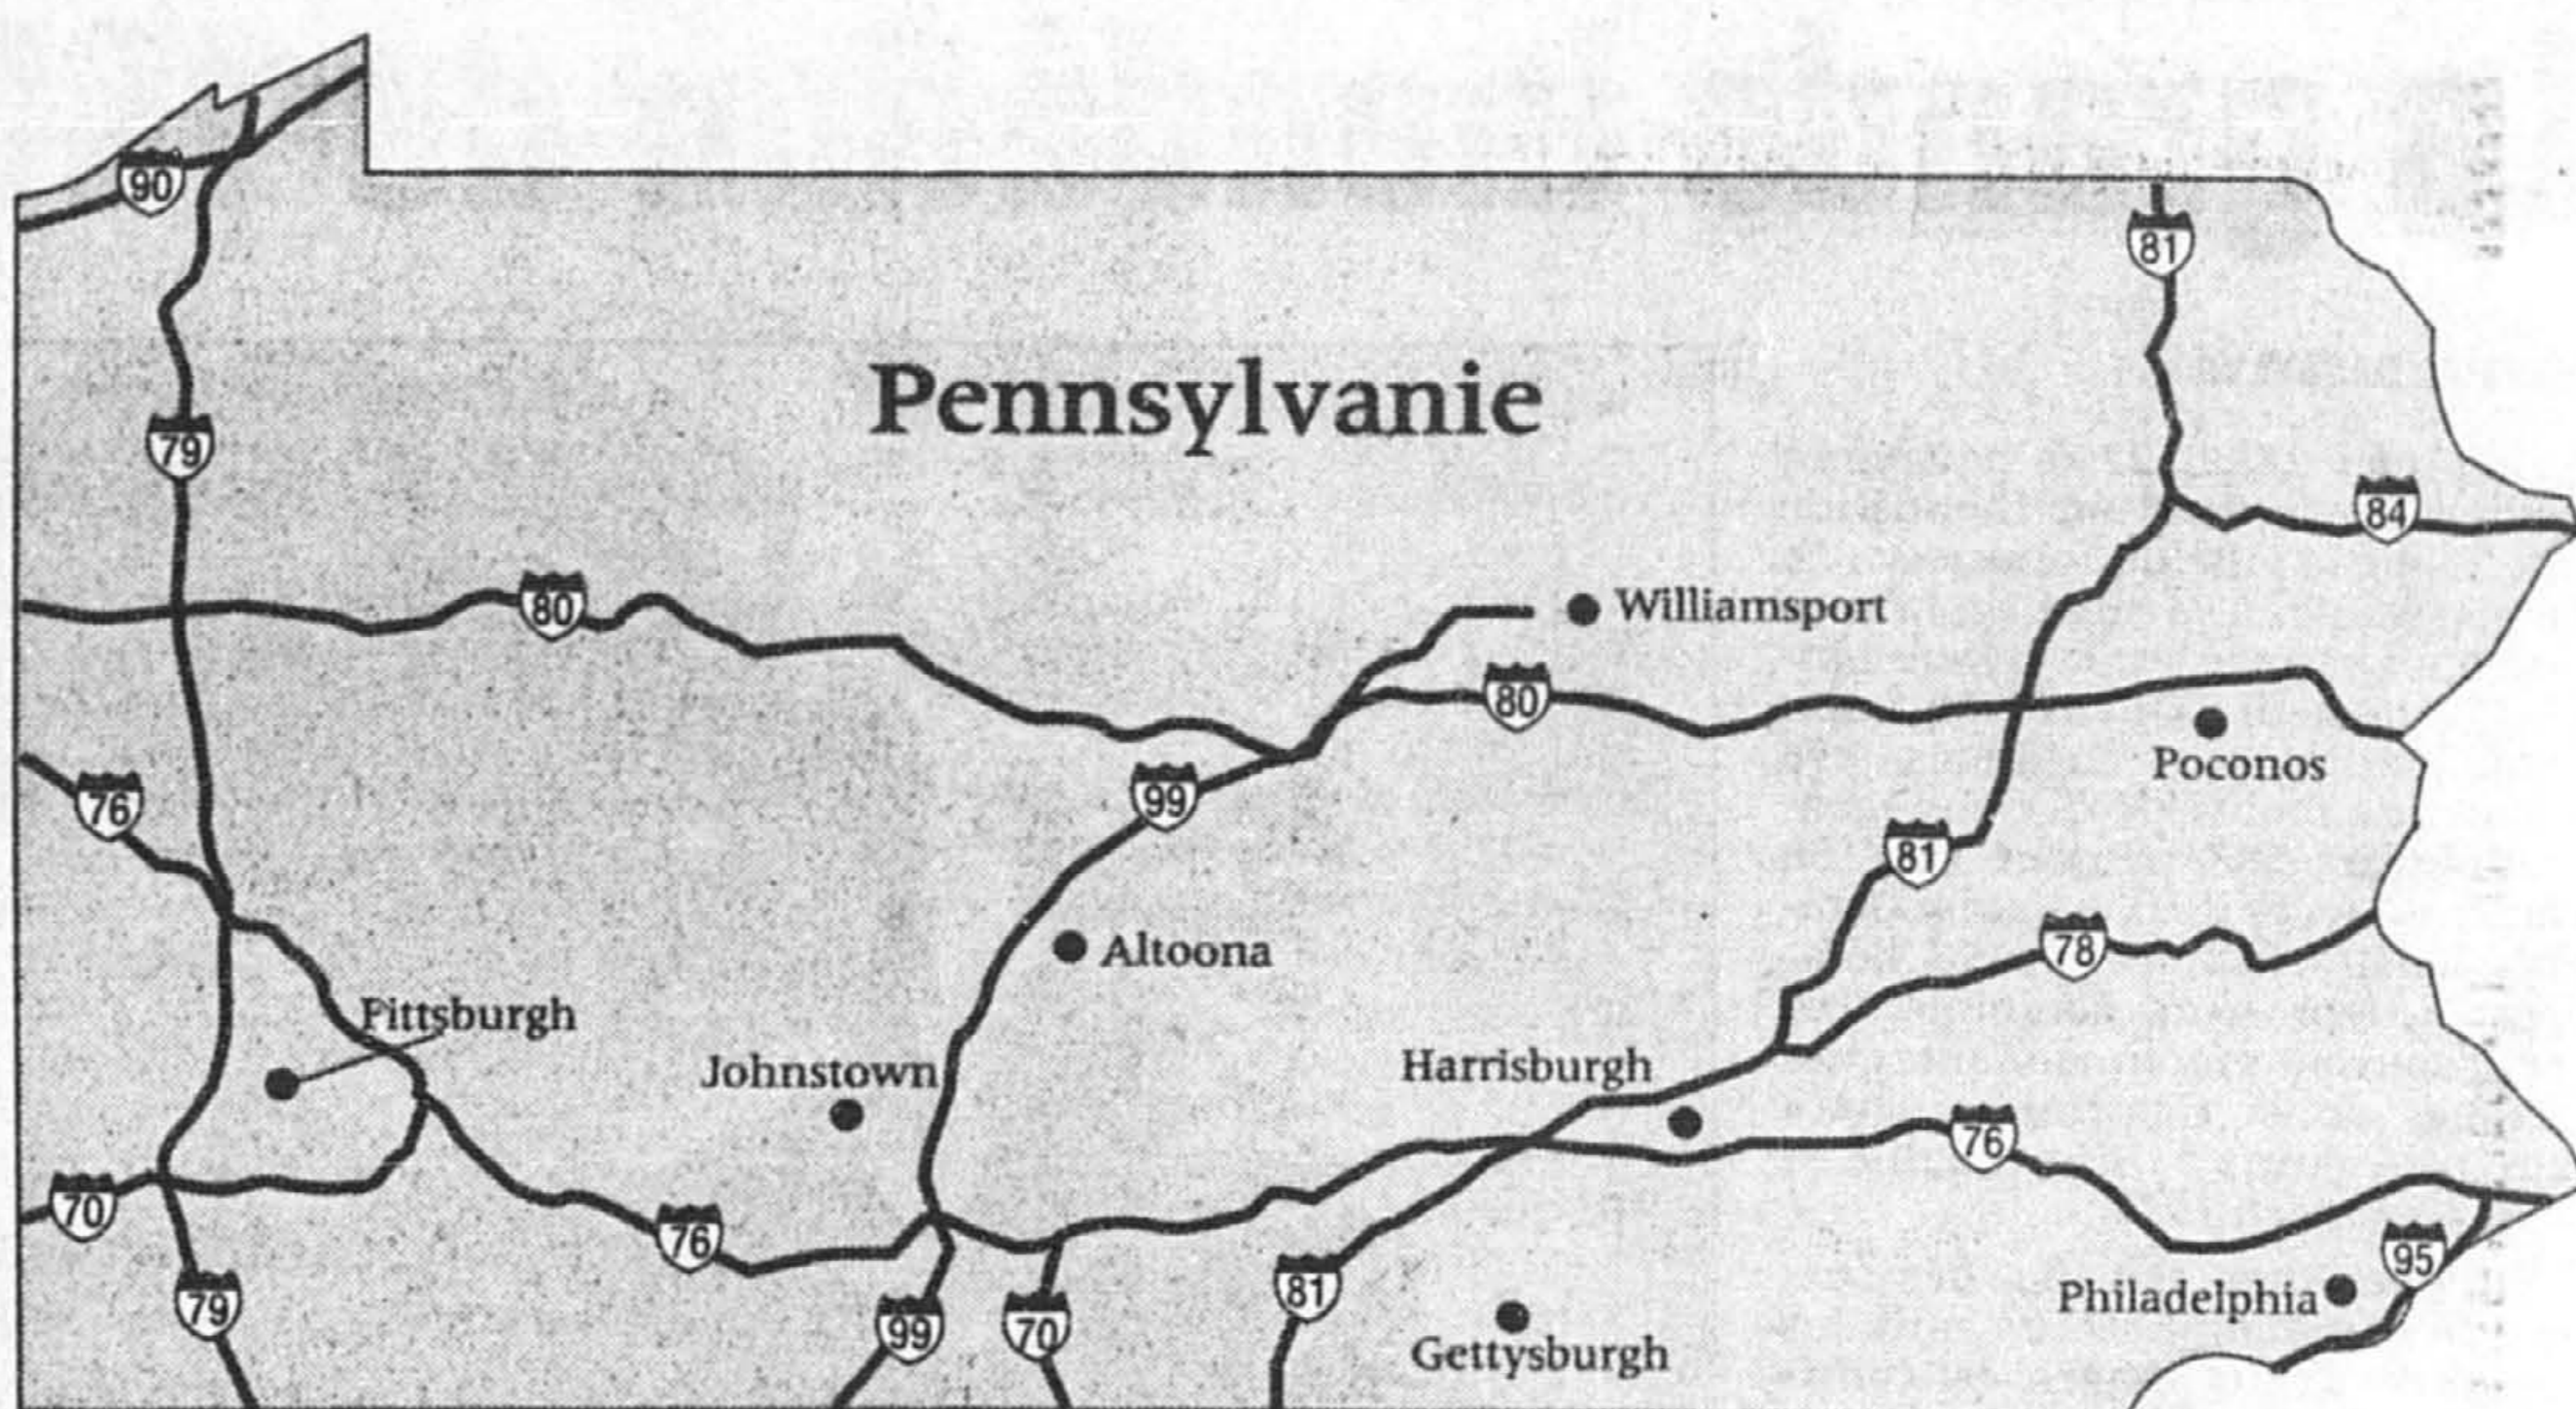 90
81
Pennsylvanie
79
84
80
Williamsport
80
Poconos
99
76
81
78
Altoona
Pittsburgh
Johnstown
Harrisburgh
76
70
76
95
79
81
Philadelphia
99
70
Gettysburgh